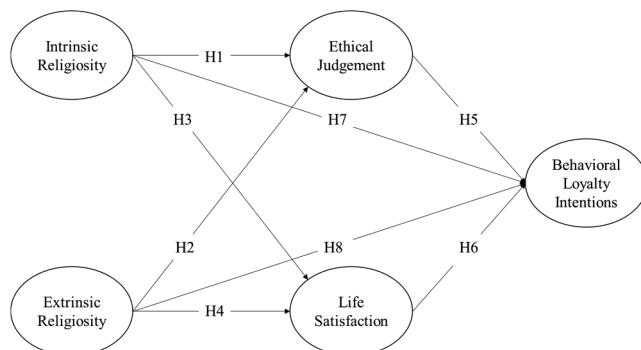 Intrinsic
Religiosity
H1
Ethical
Judgement
H3
H7
H5
Behavioral
Loyalty
Intentions
H2
H8
H6
Extrinsic
Religiosity
H4
Life
Satisfaction